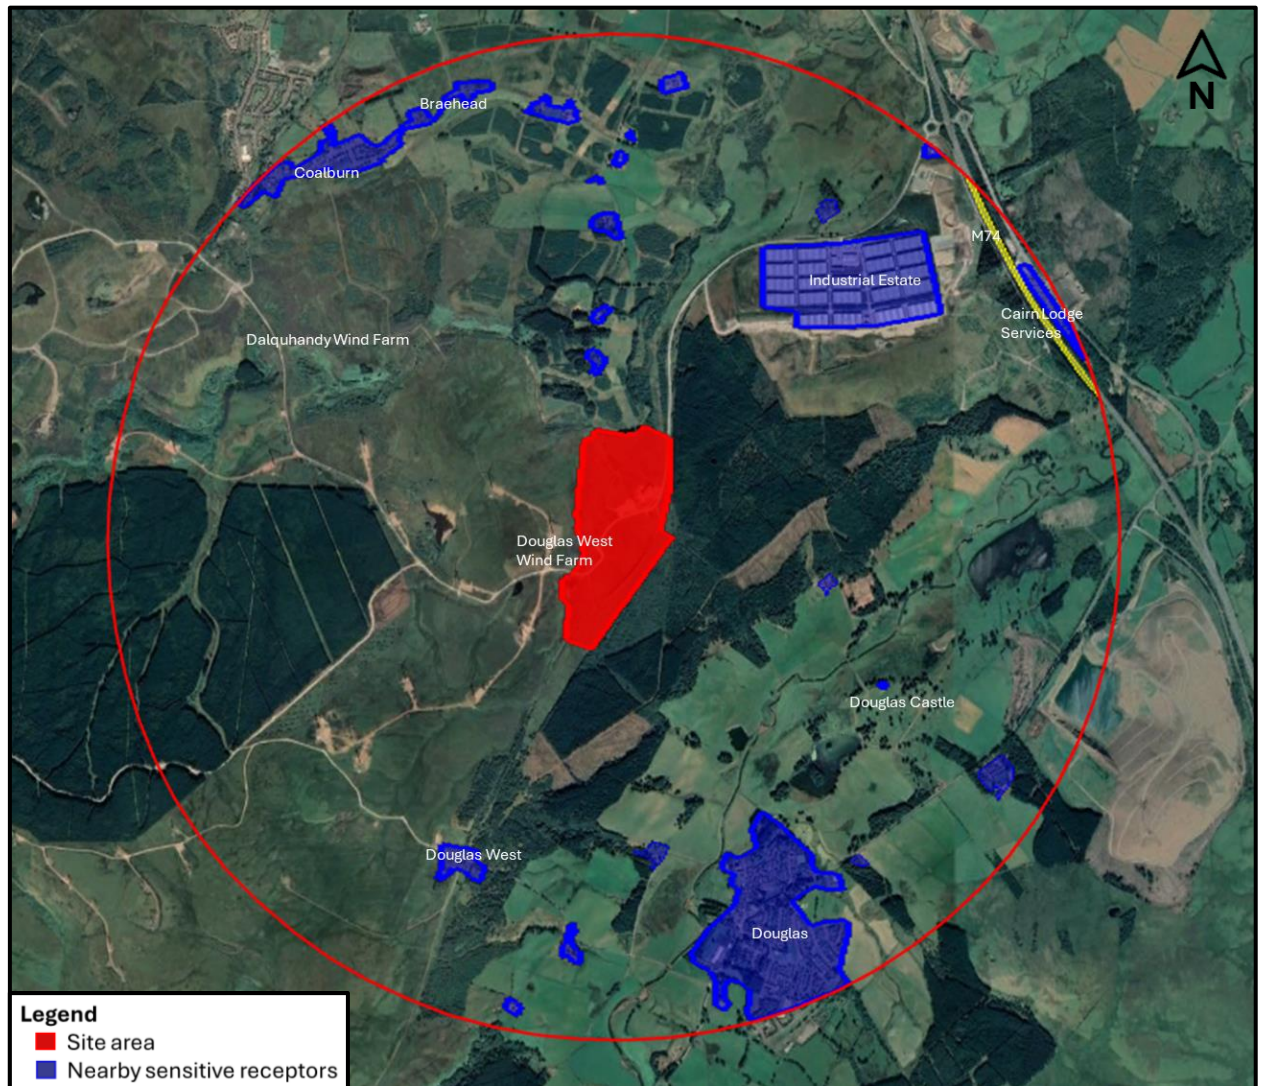 N
Braehead
Coalburn
M74
Industrial Estate
Cairn Lodge
Services
Dalquhandy Wind Farm
Douglas West
Wind Farm
Douglas Castle
Douglas West
Douglas
Legend
Site area
Nearby sensitive receptors